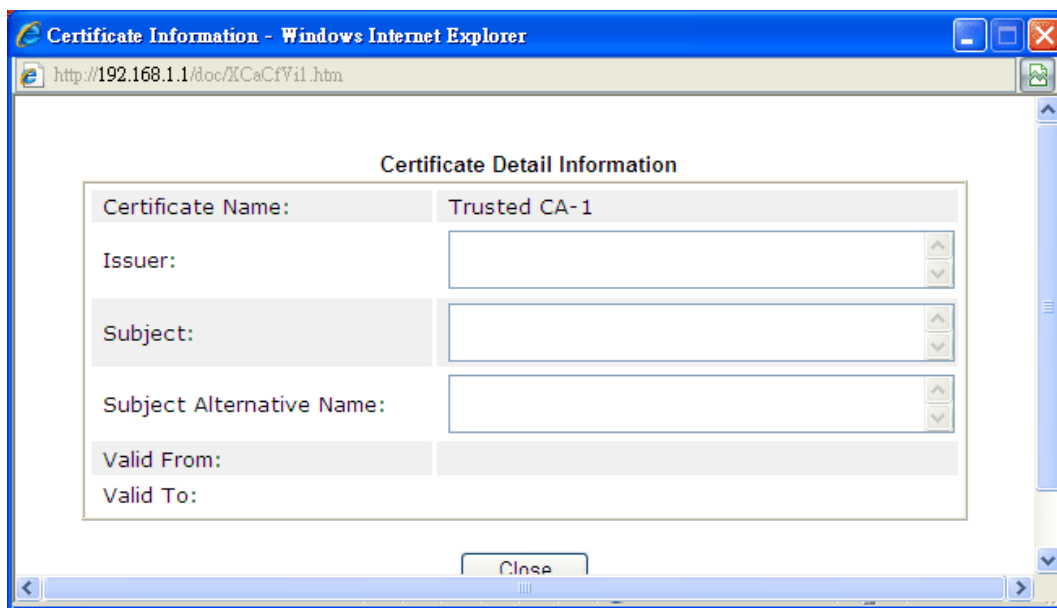 Certificate Information - Windows Internet Explorer
http://192.168.1.1/doc/XCaCfVi1.htm
Certificate Detail Information
Certificate Name: Trusted CA-1
Issuer:
Subject:
Subject Alternative Name:
Valid From:
Valid To:
Close